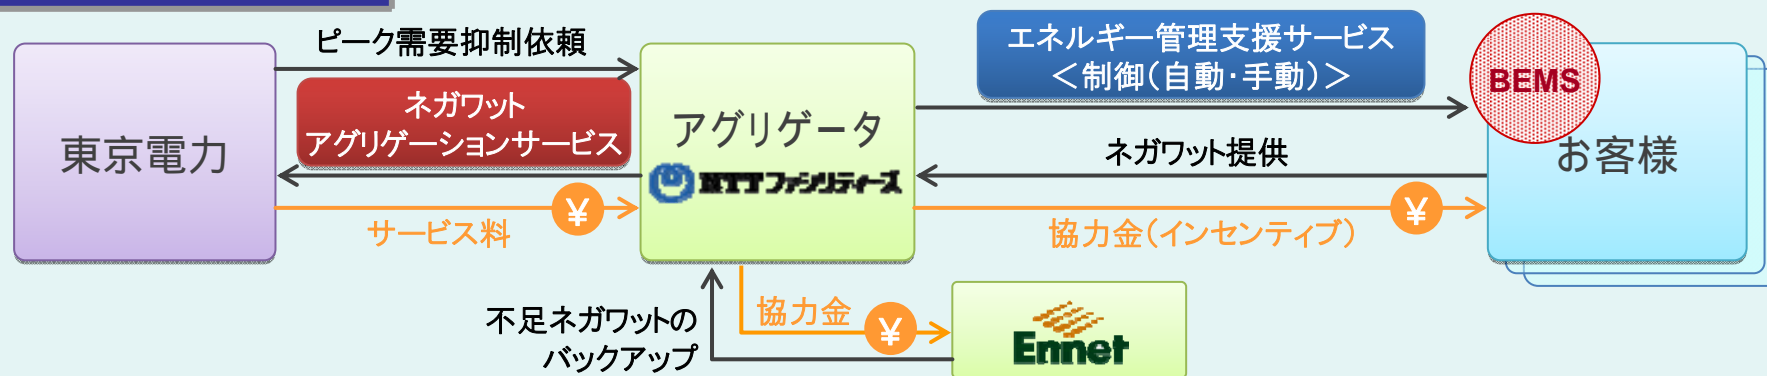 ピーク需要抑制依頼
エネルギー管理支援サービス
＜制御（自動・手動）＞
BEMS
東京電力
ネガワット
アグリゲーションサービス
アグリゲータ
NTTファシリティーズ
ネガワット提供
お客様
¥
サービス料
¥
協力金（インセンティブ）
不足ネガワットの
バックアップ
協力金
¥
Ennet